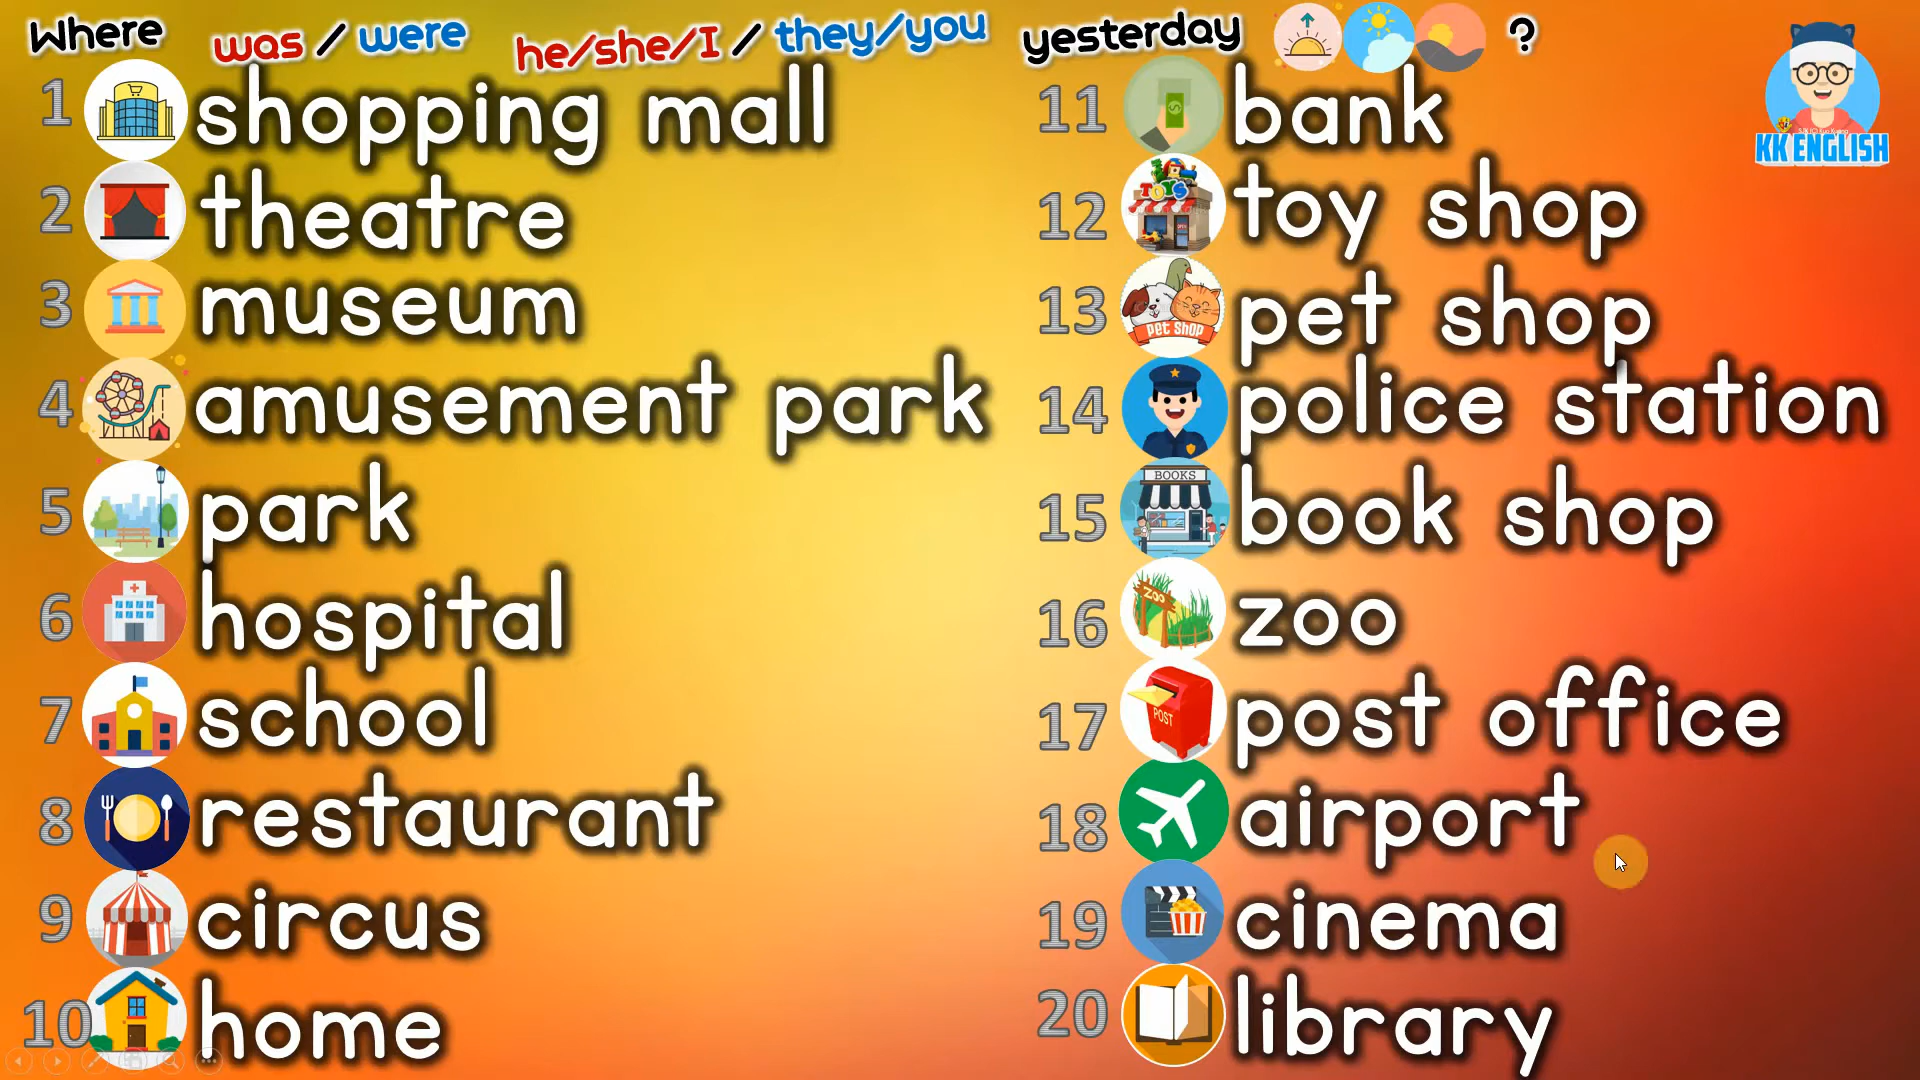 Where was / were he/she/I / they/you yesterday ?
1 shopping mall
2 theatre
3 museum
4 amusement park
5 park
6 hospital
7 school
8 restaurant
9 circus
10 home
11 bank
12 TOYS toy shop
13 PET SHOP pet shop
14 police station
15 BOOKS book shop
16 ZOO zoo
17 POST post office
18 airport
19 cinema
20 library
KK ENGLISH